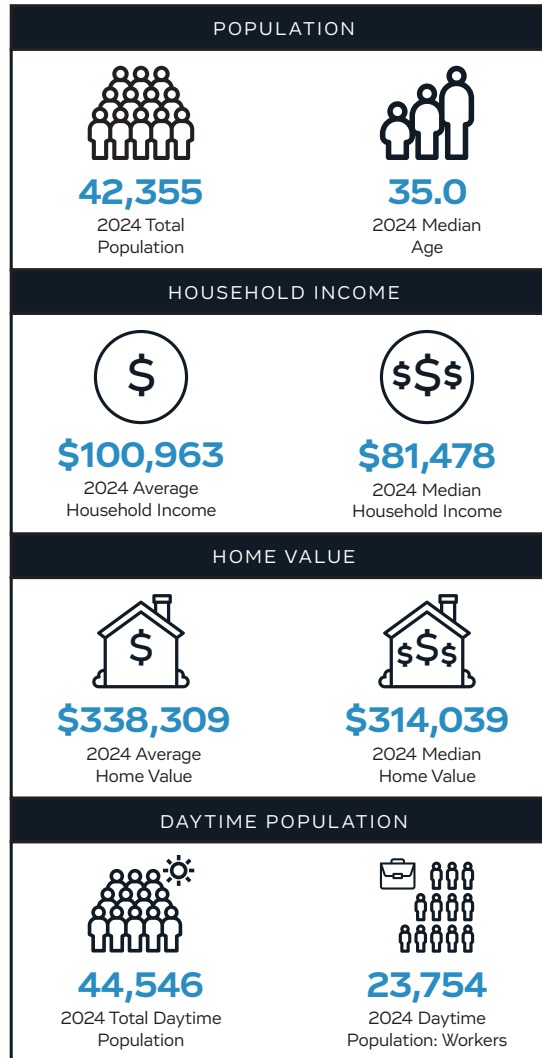 POPULATION
42,355
2024 Total
Population
35.0
2024 Median
Age
HOUSEHOLD INCOME
$
$100,963
2024 Average
Household Income
$$$
$81,478
2024 Median
Household Income
HOME VALUE
$
$338,309
2024 Average
Home Value
$$$
$314,039
2024 Median
Home Value
DAYTIME POPULATION
44,546
2024 Total Daytime
Population
23,754
2024 Daytime
Population: Workers